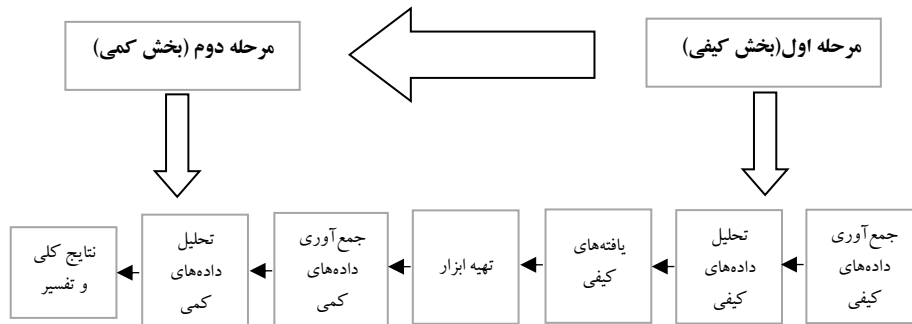 مرحله اول(بخش کیفی)
مرحله دوم (بخش کمی)
جمع‌آوری
داده‌های
کیفی
تحلیل
داده‌های
کیفی
یافته‌های
کیفی
تهیه ابزار
جمع‌آوری
داده‌های
کمی
تحلیل
داده‌های
کمی
نتایج کلی
و تفسیر